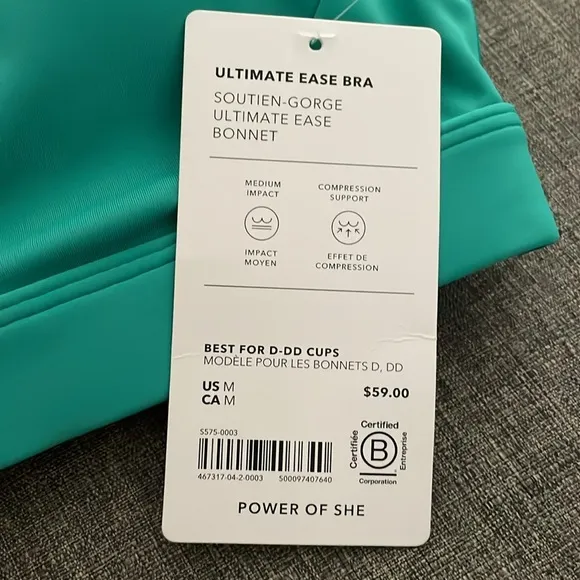 ULTIMATE EASE BRA
SOUTIEN-GORGE
ULTIMATE EASE
BONNET
MEDIUM
IMPACT
COMPRESSION
SUPPORT
IMPACT
MOYEN
EFFET DE
COMPRESSION
BEST FOR D-DD CUPS
MODÈLE POUR LES BONNETS D, DD
US M
CA M
$59.00
S575-0003
467317-04-2-0003 500097407640
Certified
Certifiée
B
Entreprise
Corporation
POWER OF SHE